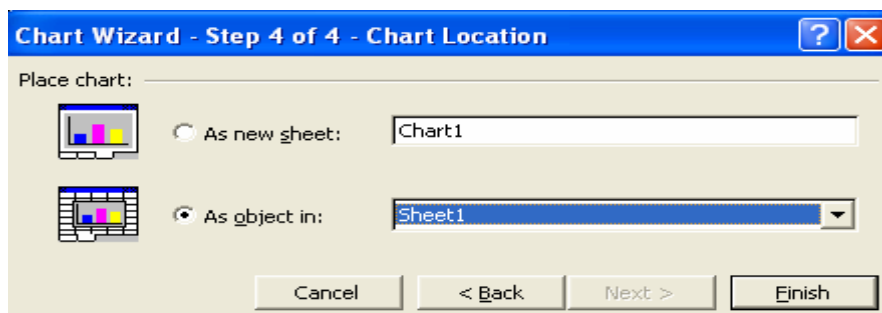 Chart Wizard - Step 4 of 4 - Chart Location
Place chart:
As new sheet: Chart1
As object in: Sheet1
Cancel < Back Next > Finish